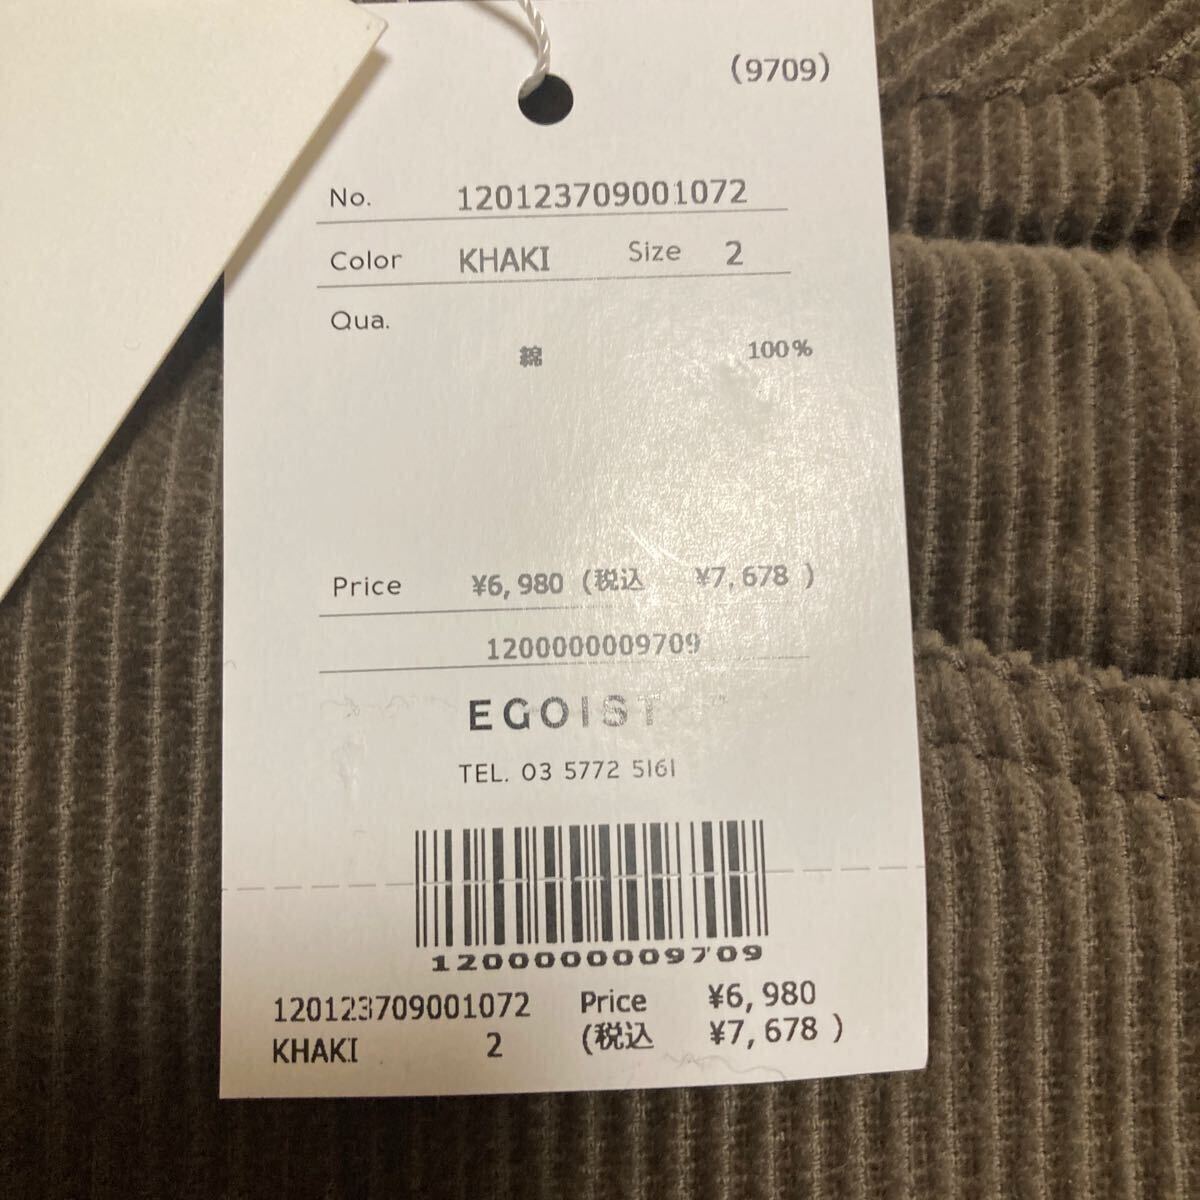 (9709)
No. 120123709001072
Color KHAKI Size 2
Qua.
綿 100%
Price ¥6,980 (税込 ¥7,678 )
1200000009709
EGOIST
TEL. 03 5772 5161
1200000009709
120123709001072 Price ¥6,980
KHAKI 2 (税込 ¥7,678 )